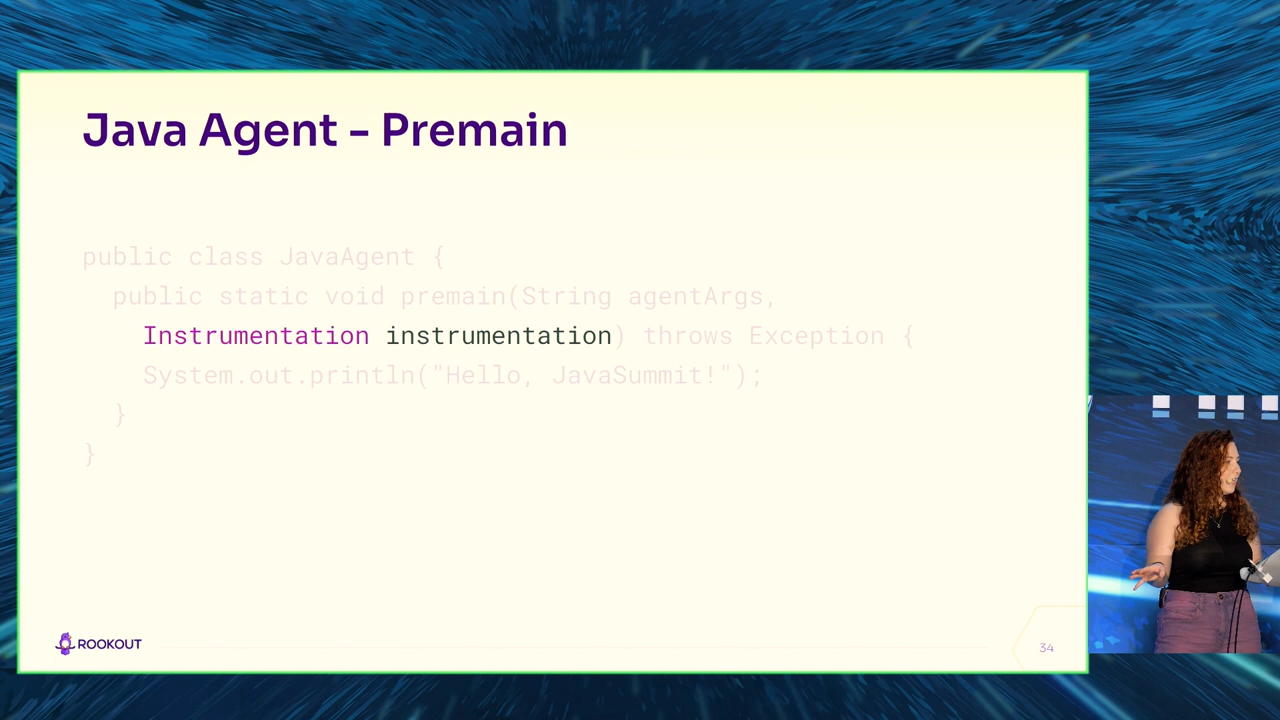 Java Agent – Premain
public class JavaAgent {
public static void premain(String agentArgs,
Instrumentation instrumentation) throws Exception {
System.out.println("Hello, JavaSummit!");
}
}
ROOKOUT
34